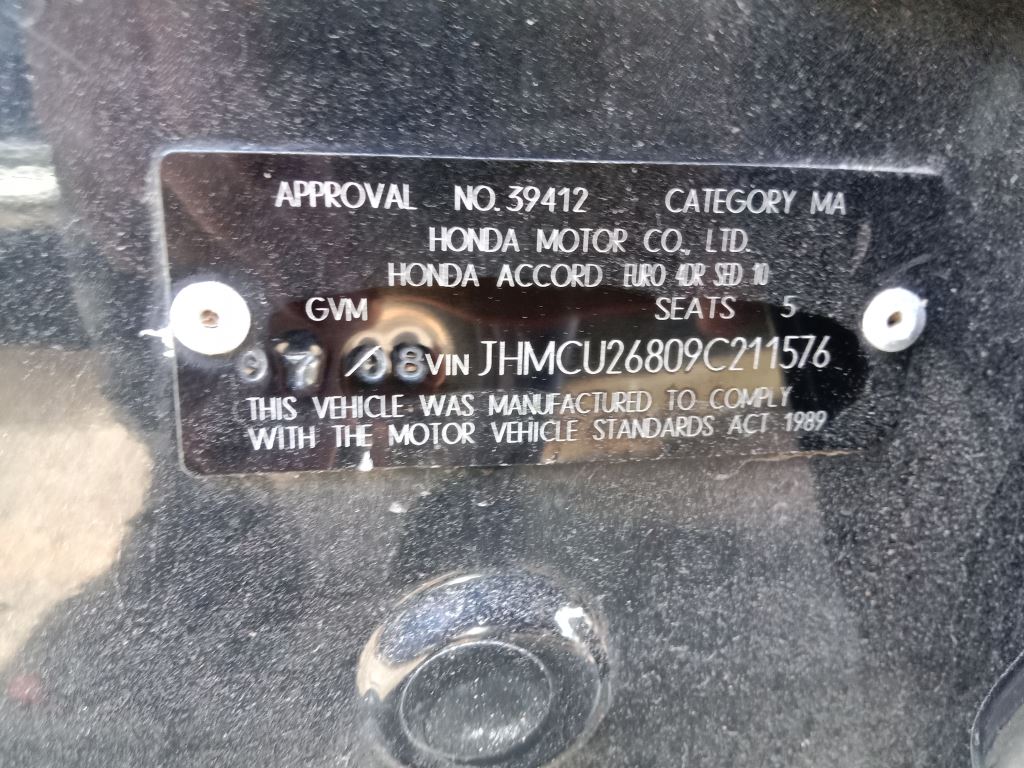 APPROVAL NO. 39412 CATEGORY MA
HONDA MOTOR CO., LTD.
HONDA ACCORD EURO 4DR SED 10
GVM SEATS 5
VIN JHMCU26809C211576
THIS VEHICLE WAS MANUFACTURED TO COMPLY
WITH THE MOTOR VEHICLE STANDARDS ACT 1989